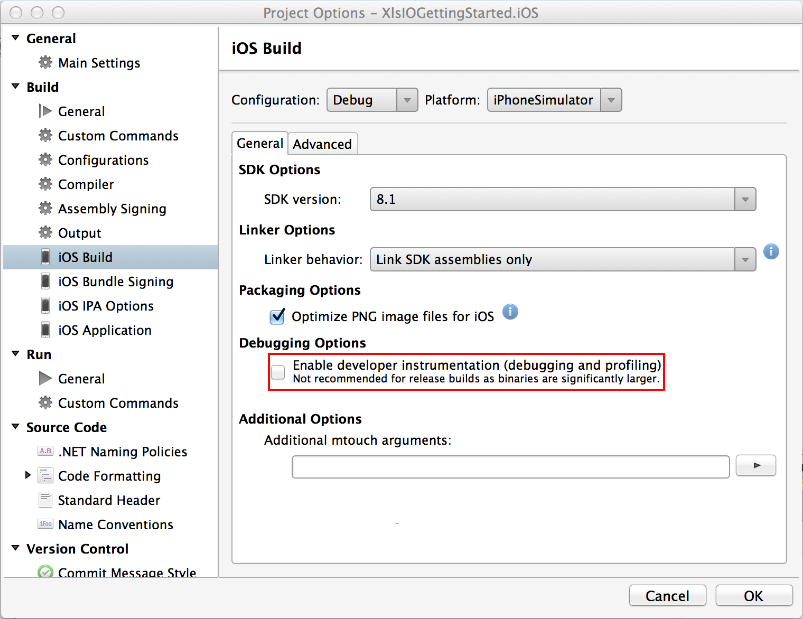 Project Options – XlsIOGettingStarted.iOS
General
Main Settings
Build
General
Custom Commands
Configurations
Compiler
Assembly Signing
Output
iOS Build
iOS Bundle Signing
iOS IPA Options
iOS Application
Run
General
Custom Commands
Source Code
.NET Naming Policies
Code Formatting
Standard Header
Name Conventions
Version Control
Commit Message Style
iOS Build
Configuration: Debug Platform: iPhoneSimulator
General Advanced
SDK Options
SDK version: 8.1
Linker Options
Linker behavior: Link SDK assemblies only
Packaging Options
Optimize PNG image files for iOS
Debugging Options
Enable developer instrumentation (debugging and profiling)
Not recommended for release builds as binaries are significantly larger.
Additional Options
Additional mtouch arguments:
Cancel OK